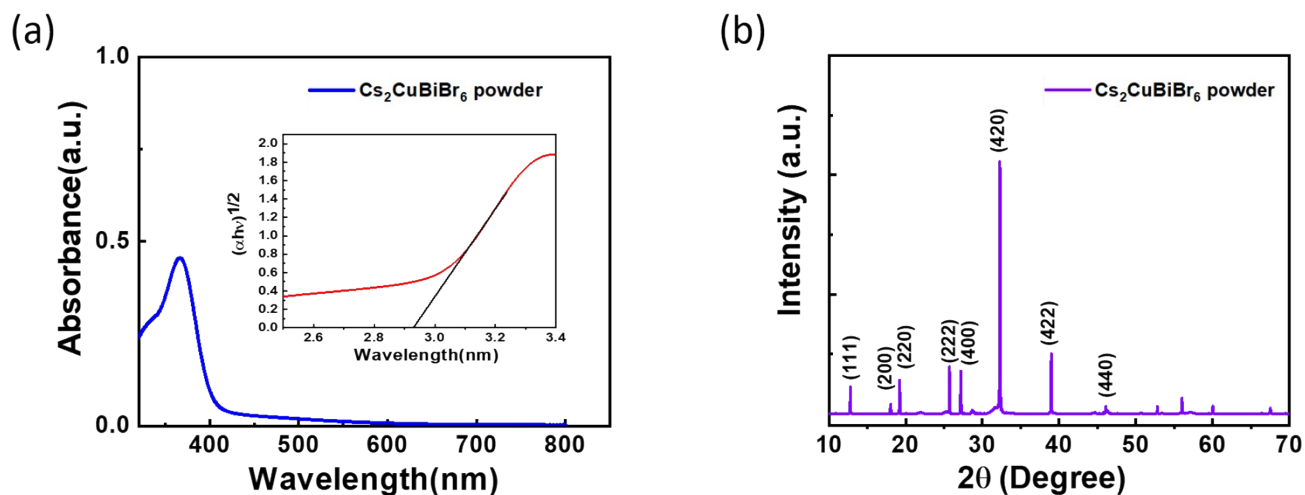 (a)
Absorbance(a.u.)
1.0
0.5
0.0
Cs₂CuBiBr₆ powder
(αhν)1/2
2.0
1.8
1.6
1.4
1.2
1.0
0.8
0.6
0.4
0.2
0.0
2.6 2.8 3.0 3.2 3.4
Wavelength(nm)
400 500 600 700 800
Wavelength(nm)
(b)
Intensity (a.u.)
Cs₂CuBiBr₆ powder
(111)
(200)
(220)
(222)
(400)
(420)
(422)
(440)
10 20 30 40 50 60 70
2θ (Degree)